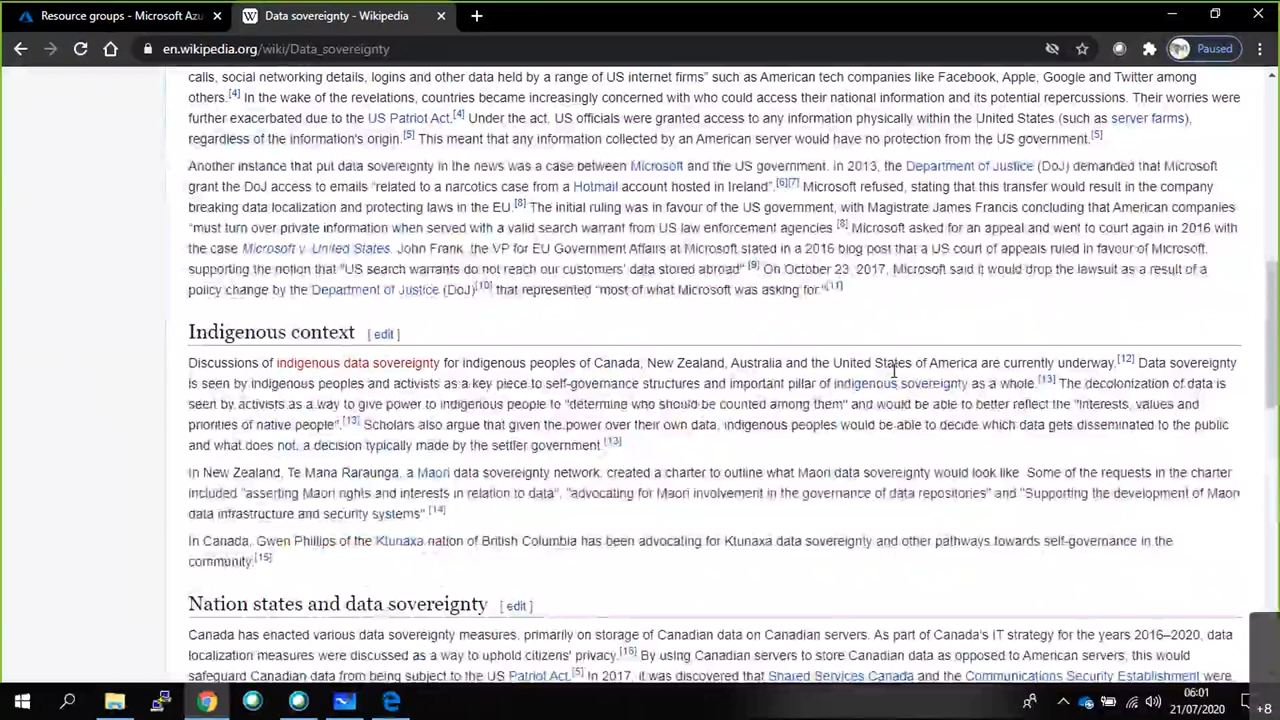 Resource groups - Microsoft Azu
Data sovereignty - Wikipedia
en.wikipedia.org/wiki/Data_sovereignty
Paused
calls, social networking details, logins and other data held by a range of US internet firms" such as American tech companies like Facebook, Apple, Google and Twitter among
others.[4] In the wake of the revelations, countries became increasingly concerned with who could access their national information and its potential repercussions. Their worries were
further exacerbated due to the US Patriot Act.[4] Under the act, US officials were granted access to any information physically within the United States (such as server farms),
regardless of the information's origin.[5] This meant that any information collected by an American server would have no protection from the US government.[5]
Another instance that put data sovereignty in the news was a case between Microsoft and the US government. In 2013, the Department of Justice (DoJ) demanded that Microsoft
grant the DoJ access to emails "related to a narcotics case from a Hotmail account hosted in Ireland".[6][7] Microsoft refused, stating that this transfer would result in the company
breaking data localization and protecting laws in the EU.[8] The initial ruling was in favour of the US government, with Magistrate James Francis concluding that American companies
"must turn over private information when served with a valid search warrant from US law enforcement agencies [8] Microsoft asked for an appeal and went to court again in 2016 with
the case Microsoft v. United States. John Frank, the VP for EU Government Affairs at Microsoft stated in a 2016 blog post that a US court of appeals ruled in favour of Microsoft,
supporting the notion that "US search warrants do not reach our customers' data stored abroad" [9] On October 23, 2017, Microsoft said it would drop the lawsuit as a result of a
policy change by the Department of Justice (DoJ)[10] that represented "most of what Microsoft was asking for."[11]
Indigenous context [ edit ]
Discussions of indigenous data sovereignty for indigenous peoples of Canada, New Zealand, Australia and the United States of America are currently underway.[12] Data sovereignty
is seen by indigenous peoples and activists as a key piece to self-governance structures and important pillar of indigenous sovereignty as a whole.[13] The decolonization of data is
seen by activists as a way to give power to indigenous people to "determine who should be counted among them" and would be able to better reflect the "interests, values and
priorities of native people".[13] Scholars also argue that given the power over their own data, indigenous peoples would be able to decide which data gets disseminated to the public
and what does not, a decision typically made by the settler government.[13]
In New Zealand, Te Mana Raraunga, a Maori data sovereignty network, created a charter to outline what Maori data sovereignty would look like. Some of the requests in the charter
included "asserting Maori rights and interests in relation to data", "advocating for Maori involvement in the governance of data repositories" and "Supporting the development of Maori
data infrastructure and security systems" [14]
In Canada, Gwen Phillips of the Ktunaxa nation of British Columbia has been advocating for Ktunaxa data sovereignty and other pathways towards self-governance in the
community.[15]
Nation states and data sovereignty [ edit ]
Canada has enacted various data sovereignty measures, primarily on storage of Canadian data on Canadian servers. As part of Canada's IT strategy for the years 2016–2020, data
localization measures were discussed as a way to uphold citizens' privacy.[16] By using Canadian servers to store Canadian data as opposed to American servers, this would
safeguard Canadian data from being subject to the US Patriot Act.[5] In 2017, it was discovered that Shared Services Canada and the Communications Security Establishment were
06:01
21/07/2020
+8